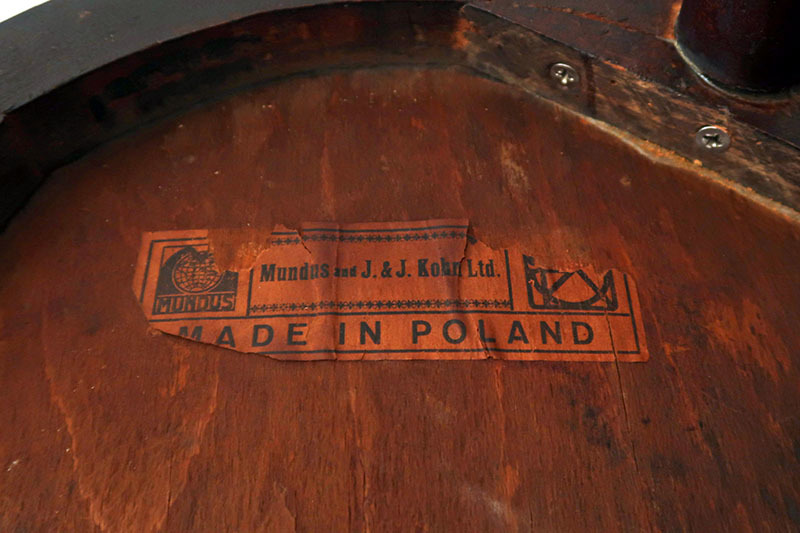 MUNDUS
Mundus and J. & J. Kohn Ltd.
MADE IN POLAND